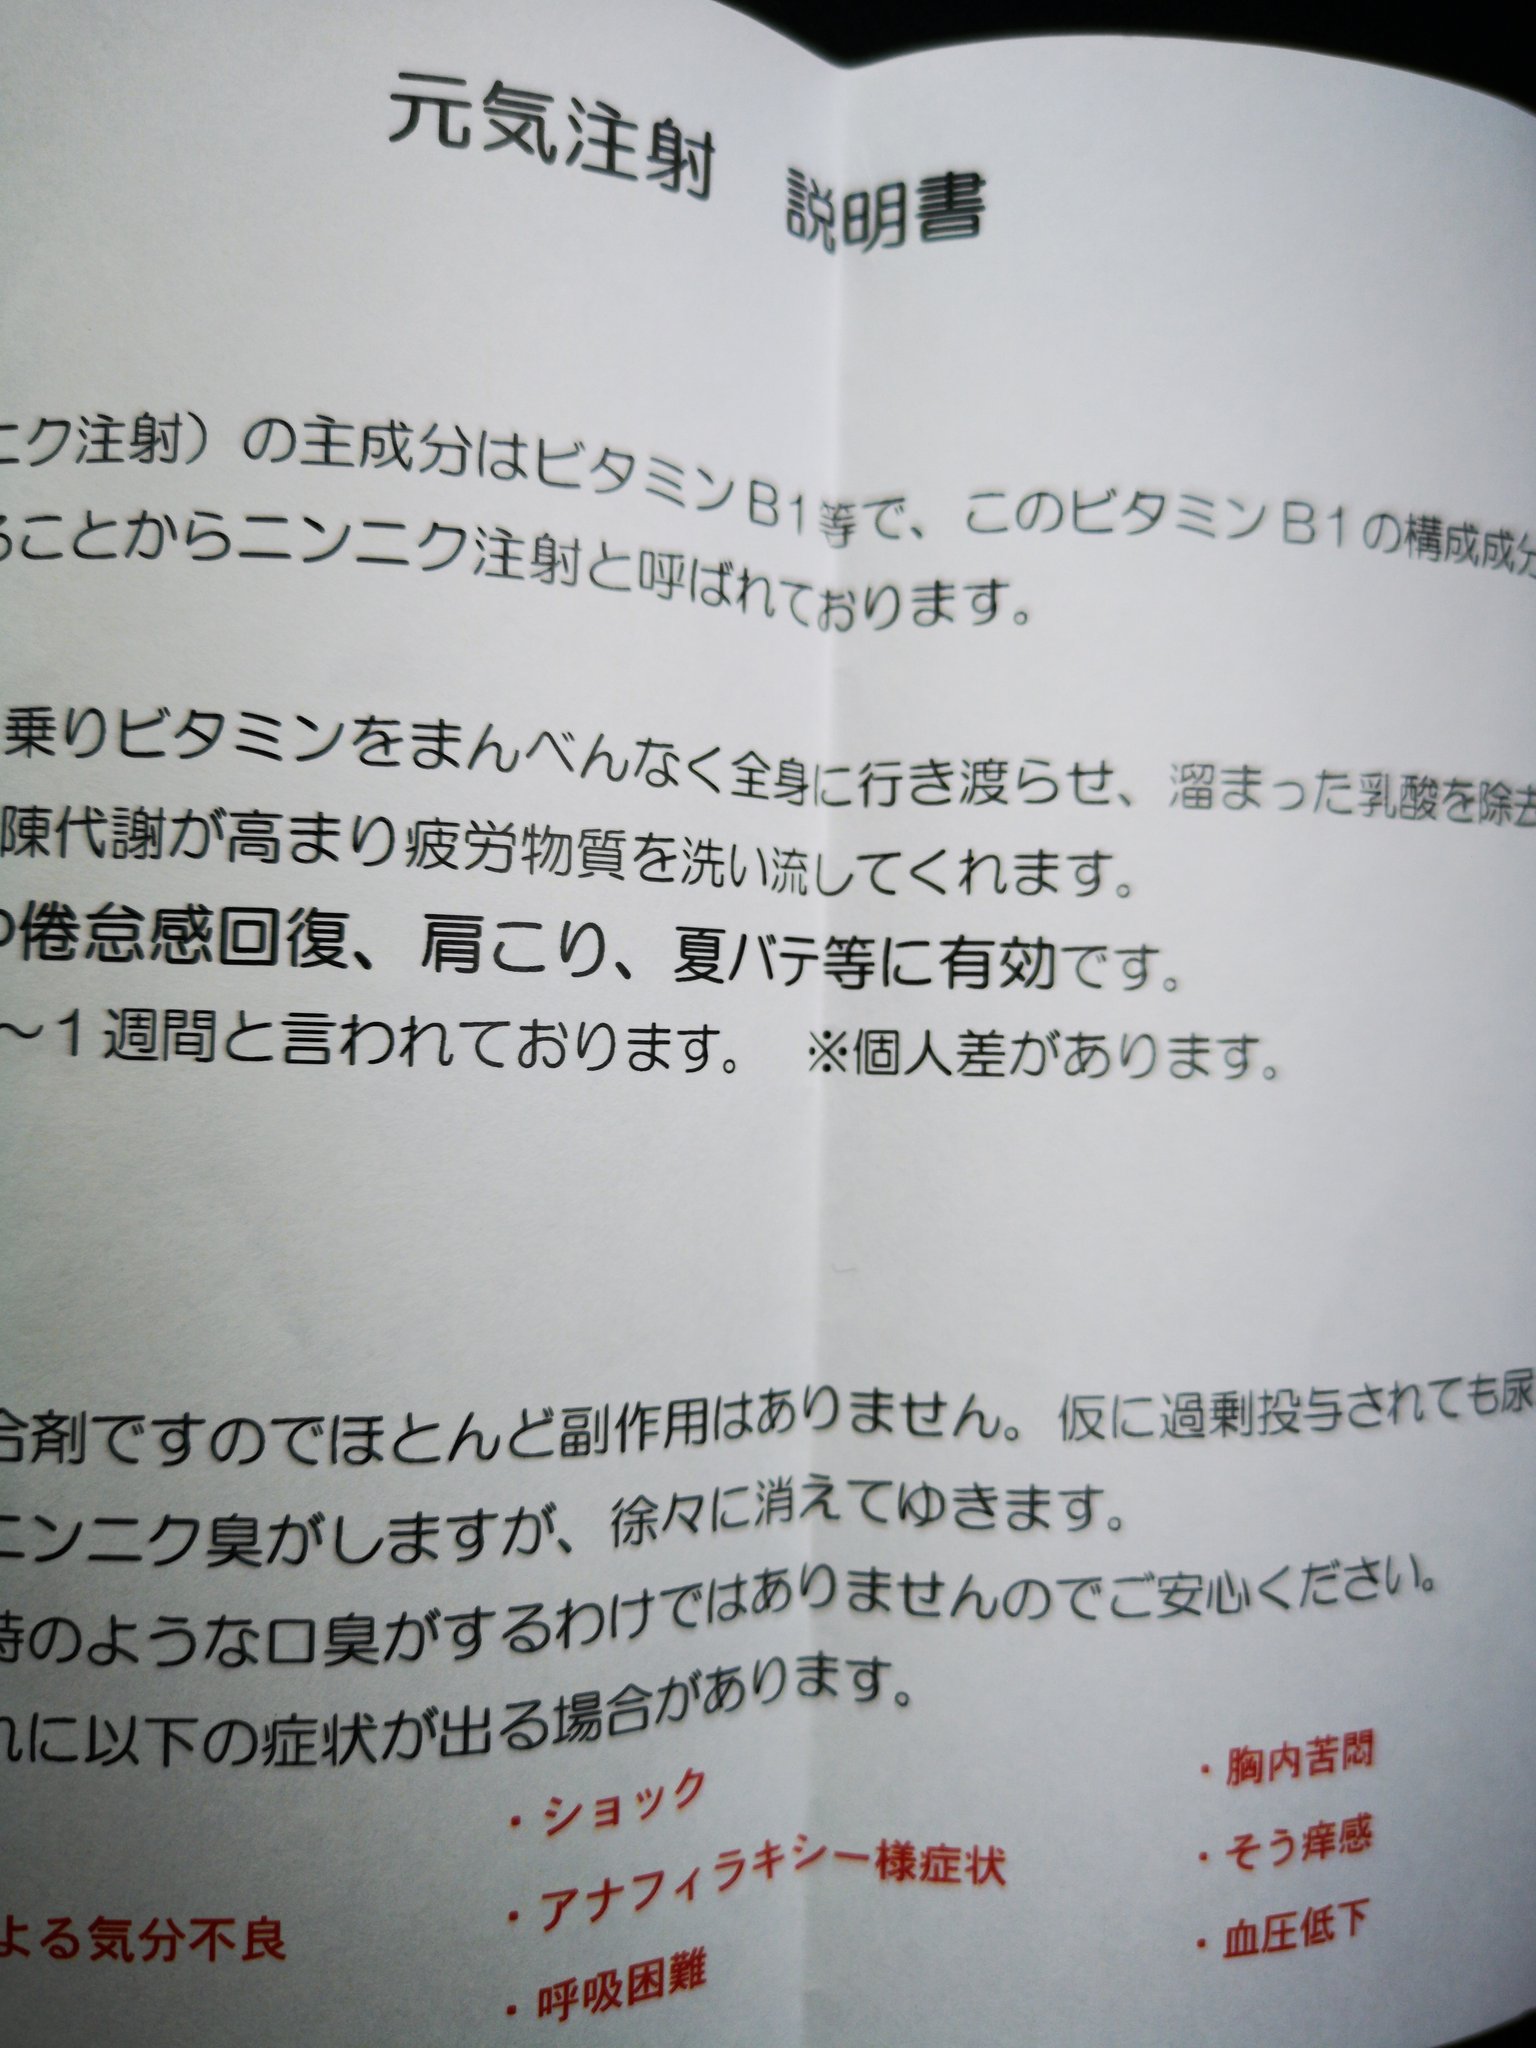 元気注射 説明書
ニク注射）の主成分はビタミンB1等で、このビタミンB1の構成成分
ることからニンニク注射と呼ばれております。
乗りビタミンをまんべんなく全身に行き渡らせ、溜まった乳酸を除去
陳代謝が高まり疲労物質を洗い流してくれます。
や倦怠感回復、肩こり、夏バテ等に有効です。
～1週間と言われております。 ※個人差があります。
合剤ですのでほとんど副作用はありません。仮に過剰投与されても尿
ニンニク臭がしますが、徐々に消えてゆきます。
時のような口臭がするわけではありませんのでご安心ください。
れに以下の症状が出る場合があります。
・ショック
・胸内苦悶
・アナフィラキシー様症状
・そう痒感
よる気分不良
・呼吸困難
・血圧低下